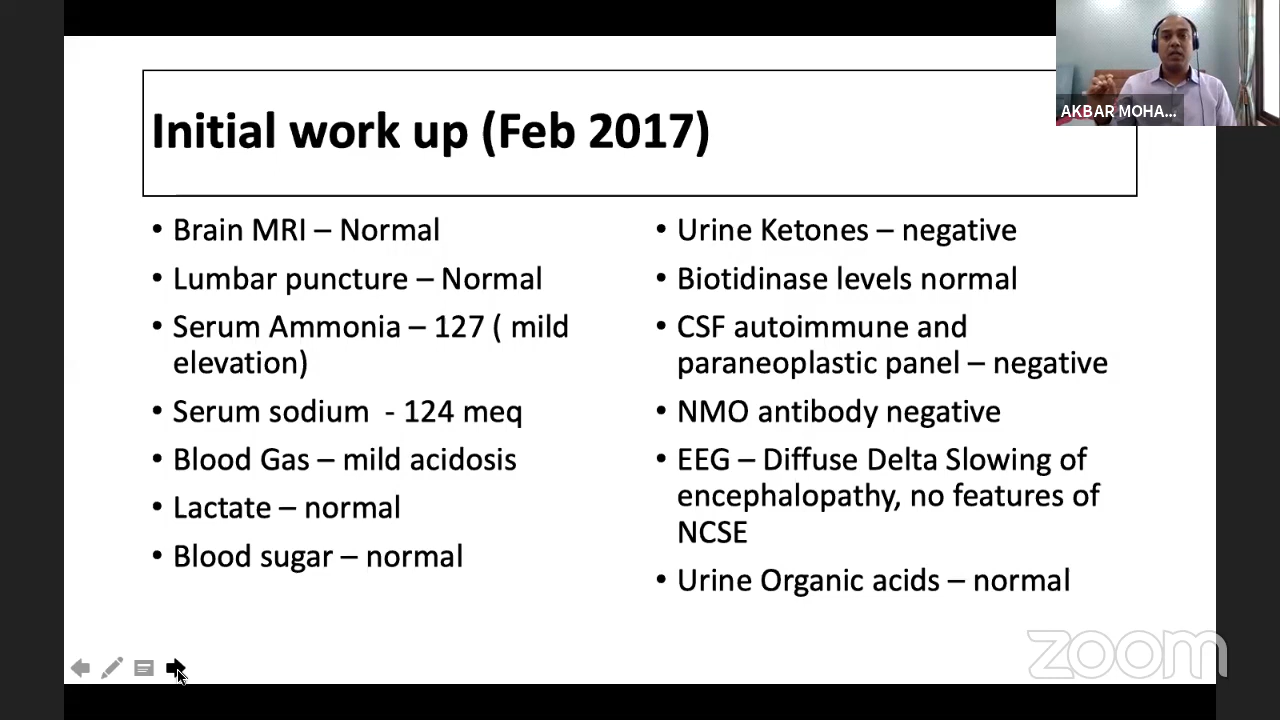 AKBAR MOHA...
Initial work up (Feb 2017)
• Brain MRI – Normal
• Lumbar puncture – Normal
• Serum Ammonia – 127 ( mild
elevation)
• Serum sodium - 124 meq
• Blood Gas – mild acidosis
• Lactate – normal
• Blood sugar – normal
• Urine Ketones – negative
• Biotidinase levels normal
• CSF autoimmune and
paraneoplastic panel – negative
• NMO antibody negative
• EEG – Diffuse Delta Slowing of
encephalopathy, no features of
NCSE
• Urine Organic acids – normal
zoom